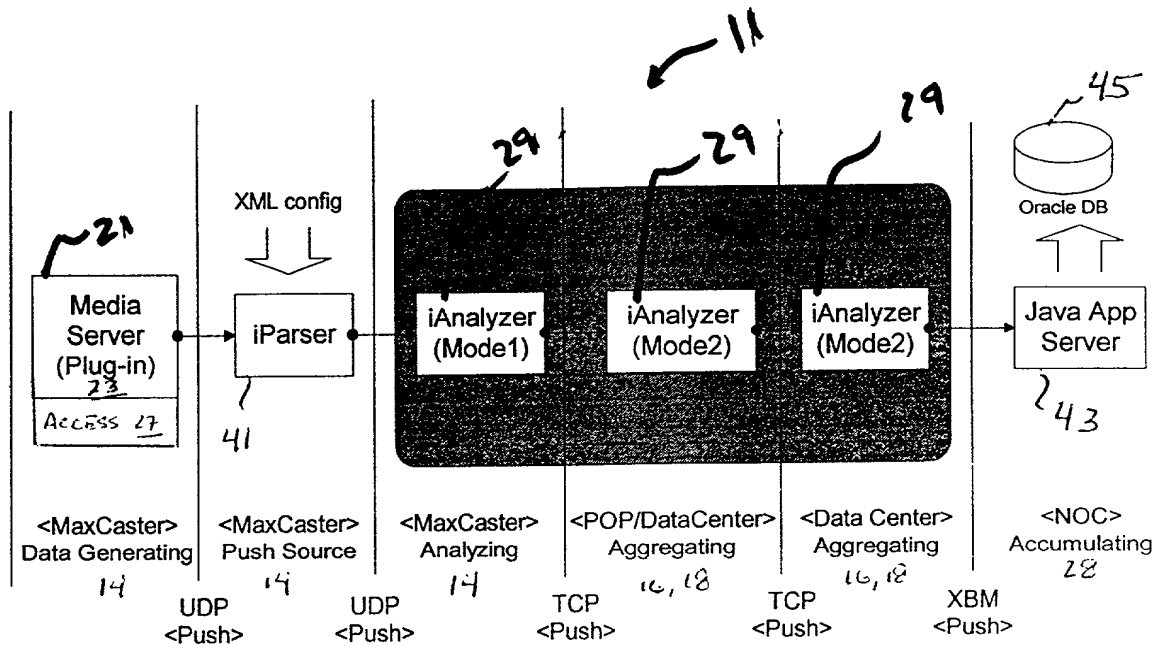 11
45
29
29
29
XML config
Oracle DB
21
Media
Server
(Plug-in)
23
ACCESS 27
iParser
iAnalyzer
(Mode1)
iAnalyzer
(Mode2)
iAnalyzer
(Mode2)
Java App
Server
41
43
<MaxCaster>
Data Generating
14
<MaxCaster>
Push Source
14
<MaxCaster>
Analyzing
14
<POP/DataCenter>
Aggregating
16, 18
<Data Center>
Aggregating
16, 18
<NOC>
Accumulating
28
UDP
<Push>
UDP
<Push>
TCP
<Push>
TCP
<Push>
XBM
<Push>